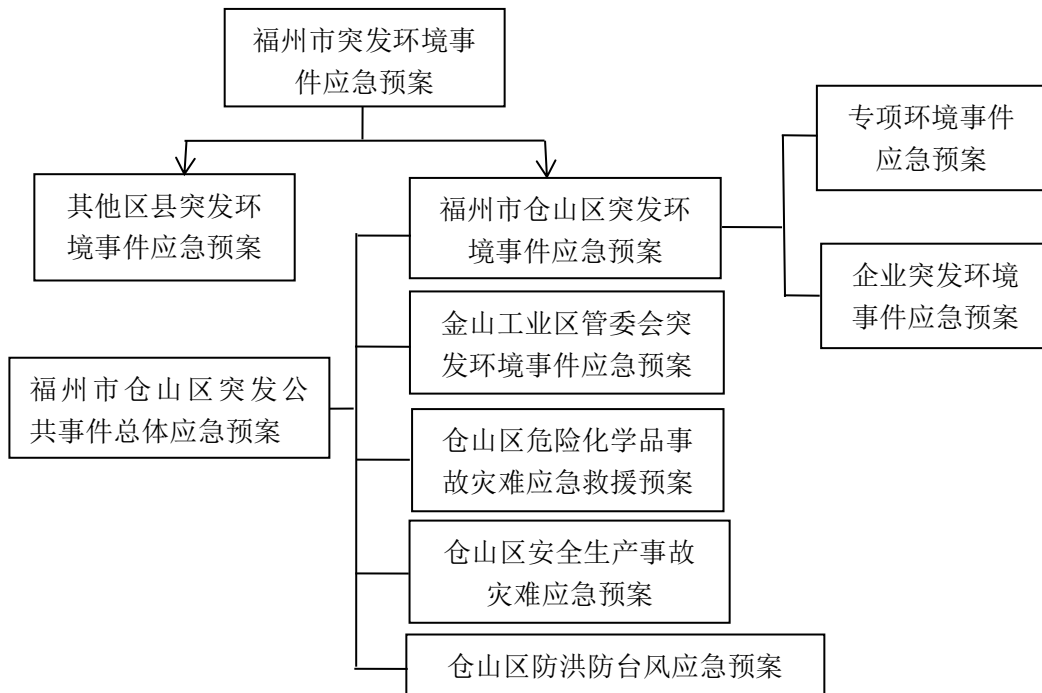 福州市突发环境事
件应急预案
专项环境事件
应急预案
其他区县突发环
境事件应急预案
福州市仓山区突发环
境事件应急预案
企业突发环境
事件应急预案
金山工业区管委会突
发环境事件应急预案
福州市仓山区突发公
共事件总体应急预案
仓山区危险化学品事
故灾难应急救援预案
仓山区安全生产事故
灾难应急预案
仓山区防洪防台风应急预案